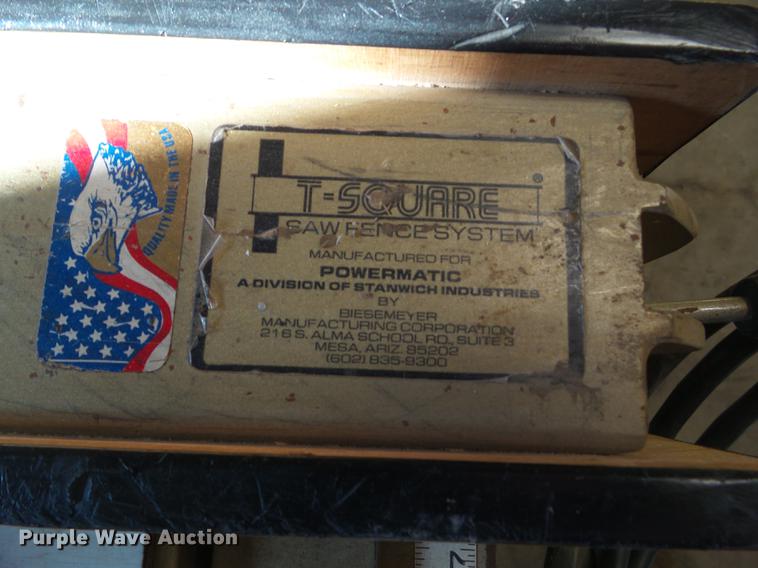 QUALITY MADE IN THE USA
T-SQUARE®
SAW FENCE SYSTEM
MANUFACTURED FOR
POWERMATIC
A DIVISION OF STANWICH INDUSTRIES
BY
BIESEMEYER
MANUFACTURING CORPORATION
216 S. ALMA SCHOOL RD., SUITE 3
MESA, ARIZ. 85202
(602) 835-9300
Purple Wave Auction
2